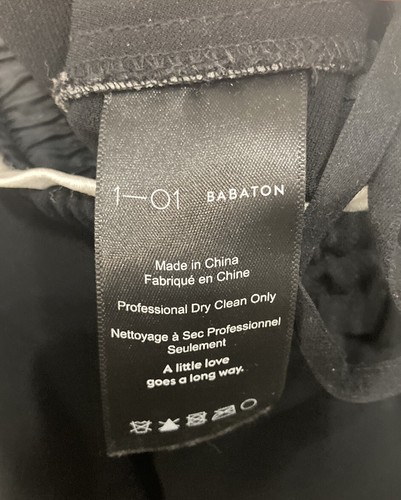 1—01 BABATON
Made in China
Fabriqué en Chine
Professional Dry Clean Only
Nettoyage à Sec Professionnel
Seulement
A little love
goes a long way.